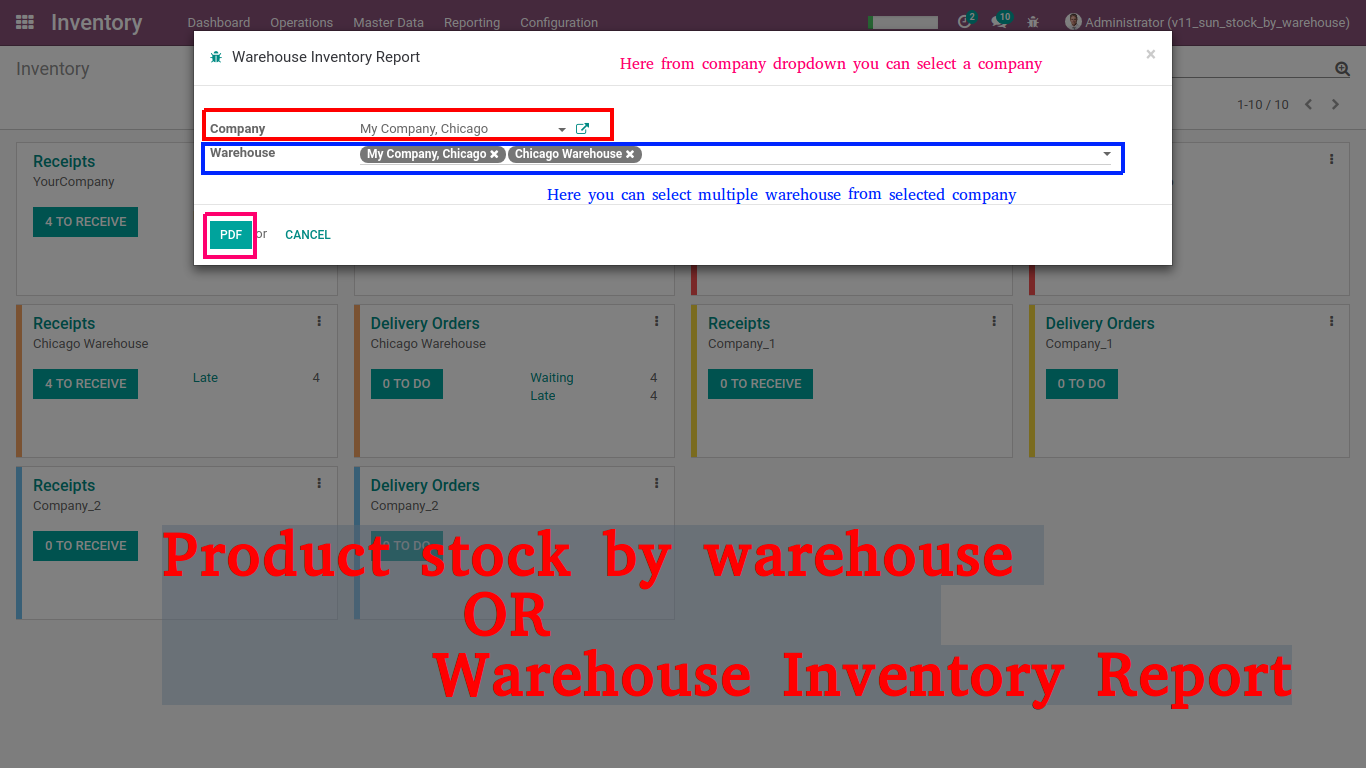 Inventory Dashboard Operations Master Data Reporting Configuration 2 10 Administrator (v11_sun_stock_by_warehouse)
Inventory
Warehouse Inventory Report ×
Here from company dropdown you can select a company
1-10 / 10
Company My Company, Chicago
Warehouse My Company, Chicago × Chicago Warehouse ×
Here you can select multiple warehouse from selected company
PDF or CANCEL
Receipts
YourCompany
4 TO RECEIVE
Receipts Delivery Orders Receipts Delivery Orders
Chicago Warehouse Chicago Warehouse Company_1 Company_1
4 TO RECEIVE Late 4 0 TO DO Waiting 4 0 TO RECEIVE 0 TO DO
Late 4
Receipts Delivery Orders
Company_2 Company_2
0 TO RECEIVE 0 TO DO
Product stock by warehouse
OR
Warehouse Inventory Report